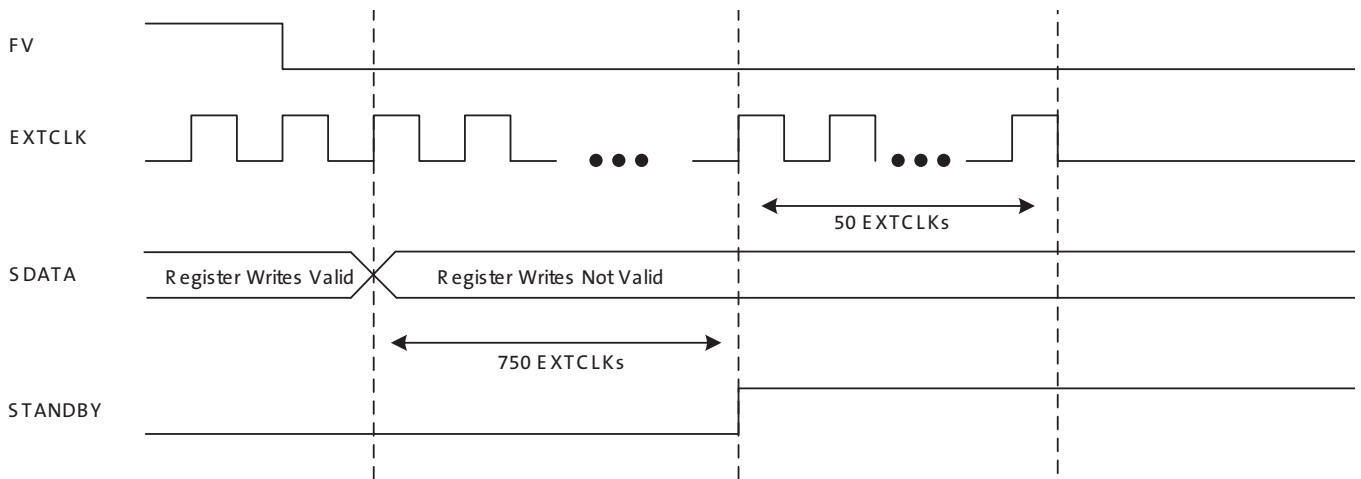 FV
EXTCLK
50 EXTCLKs
SDATA
Register Writes Valid
Register Writes Not Valid
750 EXTCLKs
STANDBY